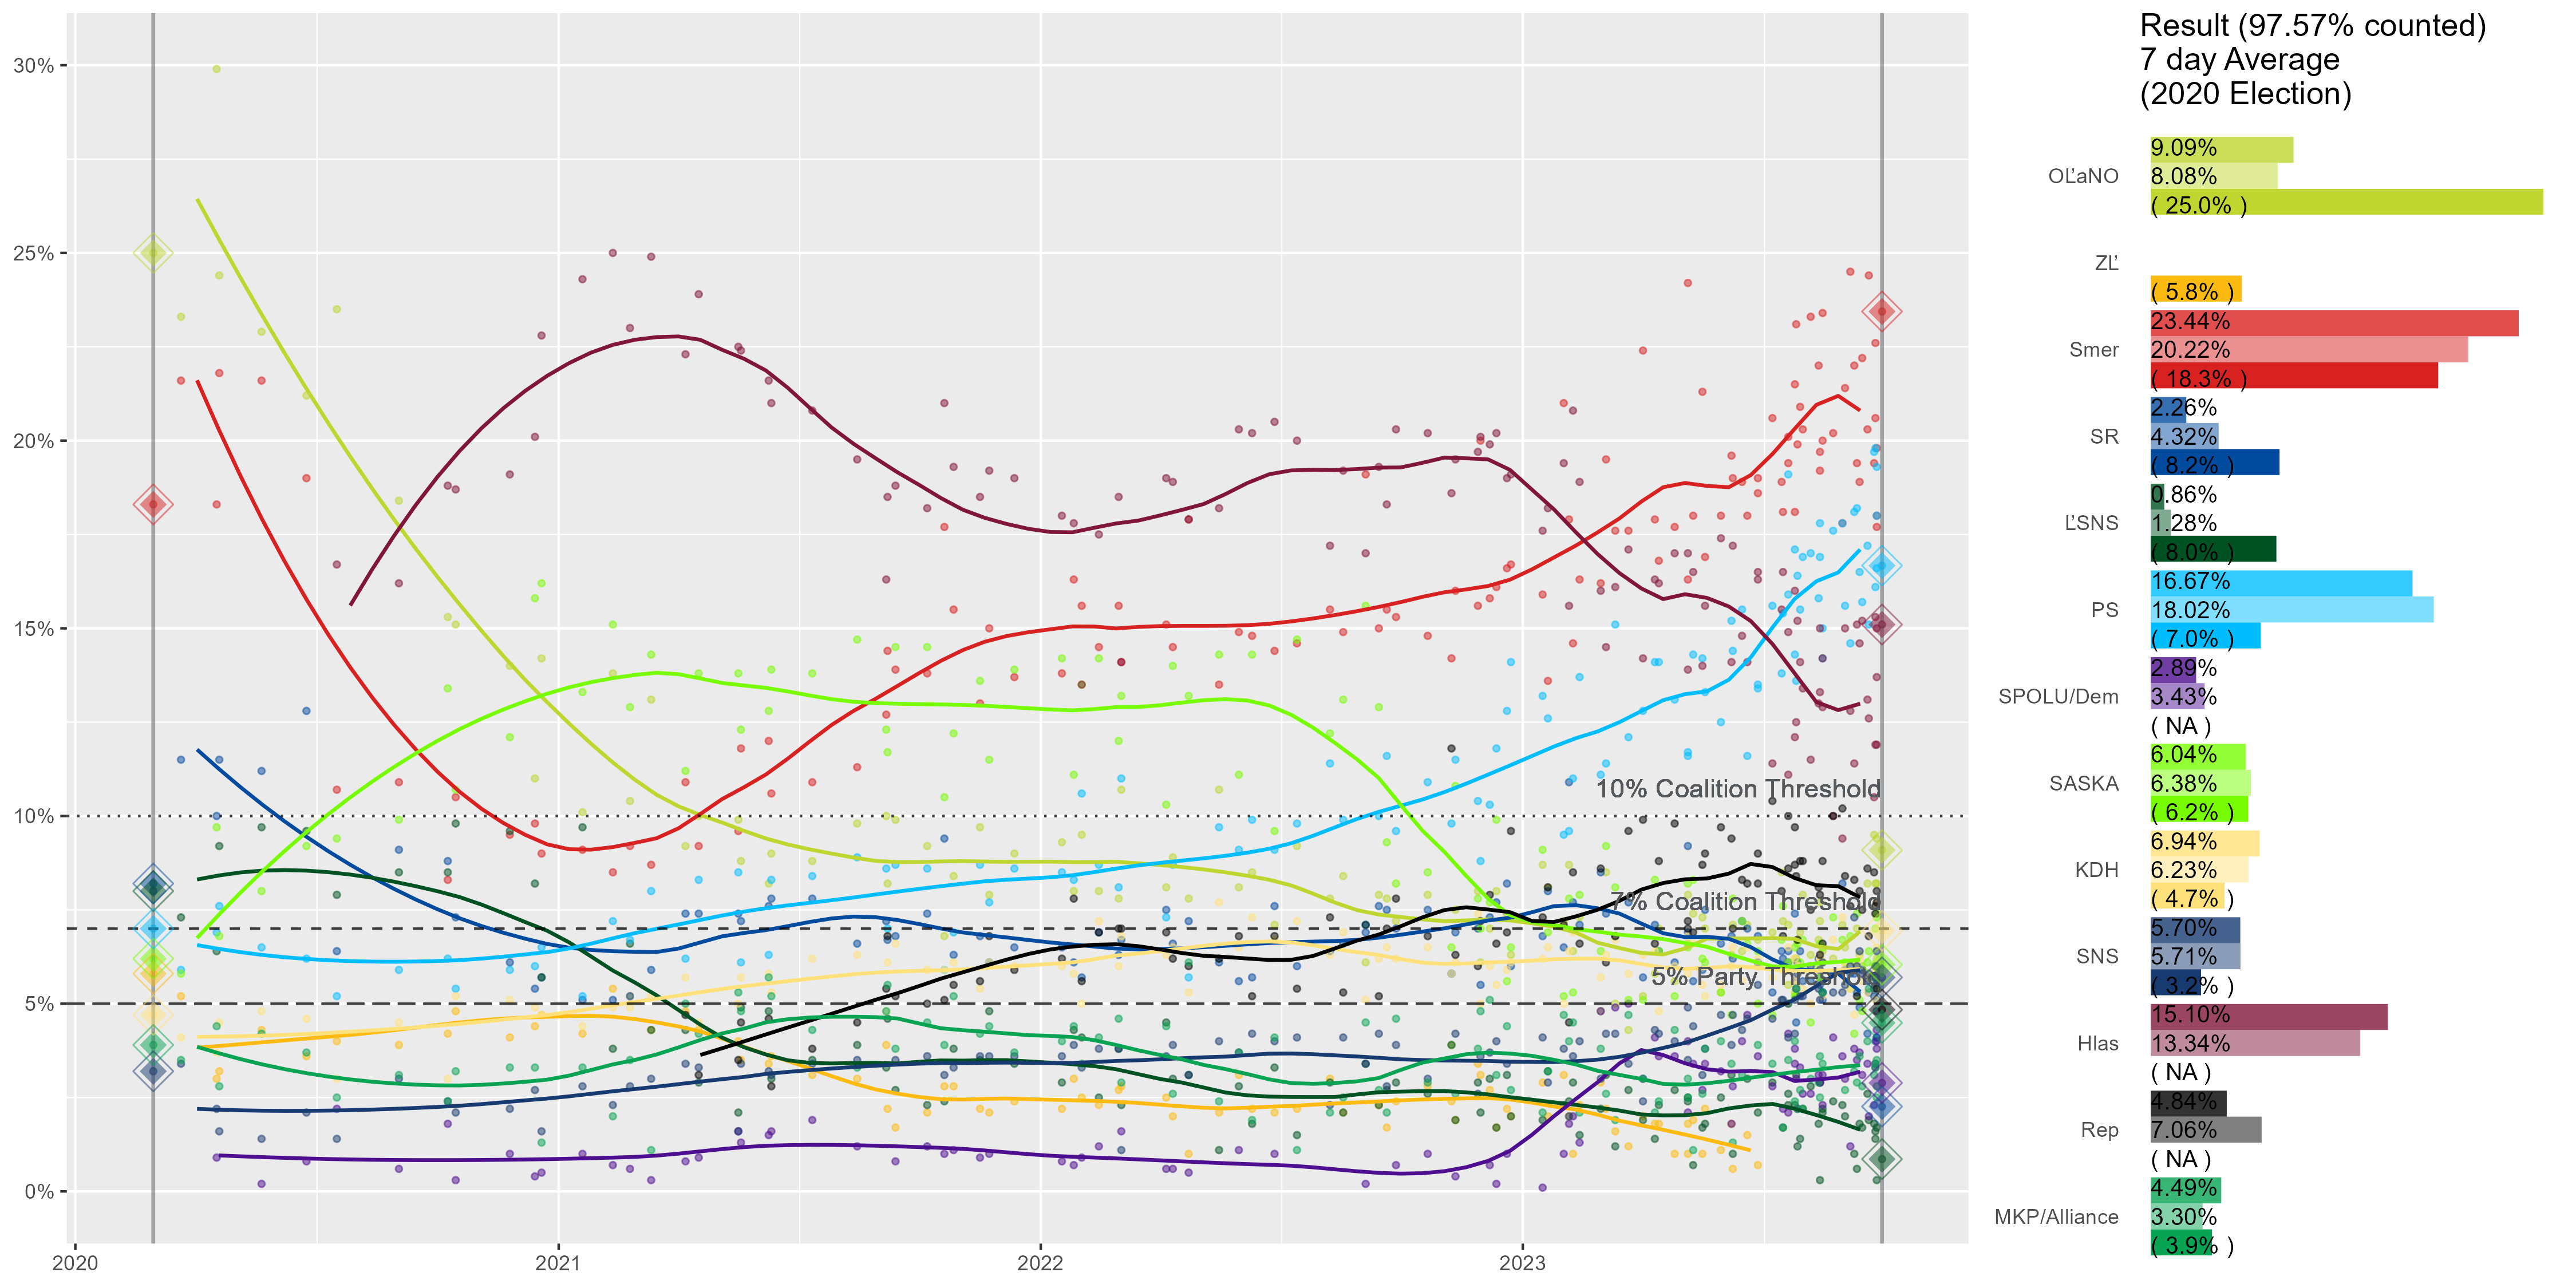 30%
25%
20%
15%
10%
5%
0%
2020
2021
2022
2023
10% Coalition Threshold
7% Coalition Threshold
5% Party Threshold
Result (97.57% counted)
7 day Average
(2020 Election)
OĽaNO
9.09%
8.08%
( 25.0% )
ZĽ
( 5.8% )
Smer
23.44%
20.22%
( 18.3% )
SR
2.26%
4.32%
( 8.2% )
ĽSNS
0.86%
1.28%
( 8.0% )
PS
16.67%
18.02%
( 7.0% )
SPOLU/Dem
2.89%
3.43%
( NA )
SASKA
6.04%
6.38%
( 6.2% )
KDH
6.94%
6.23%
( 4.7% )
SNS
5.70%
5.71%
( 3.2% )
Hlas
15.10%
13.34%
( NA )
Rep
4.84%
7.06%
( NA )
MKP/Alliance
4.49%
3.30%
( 3.9% )